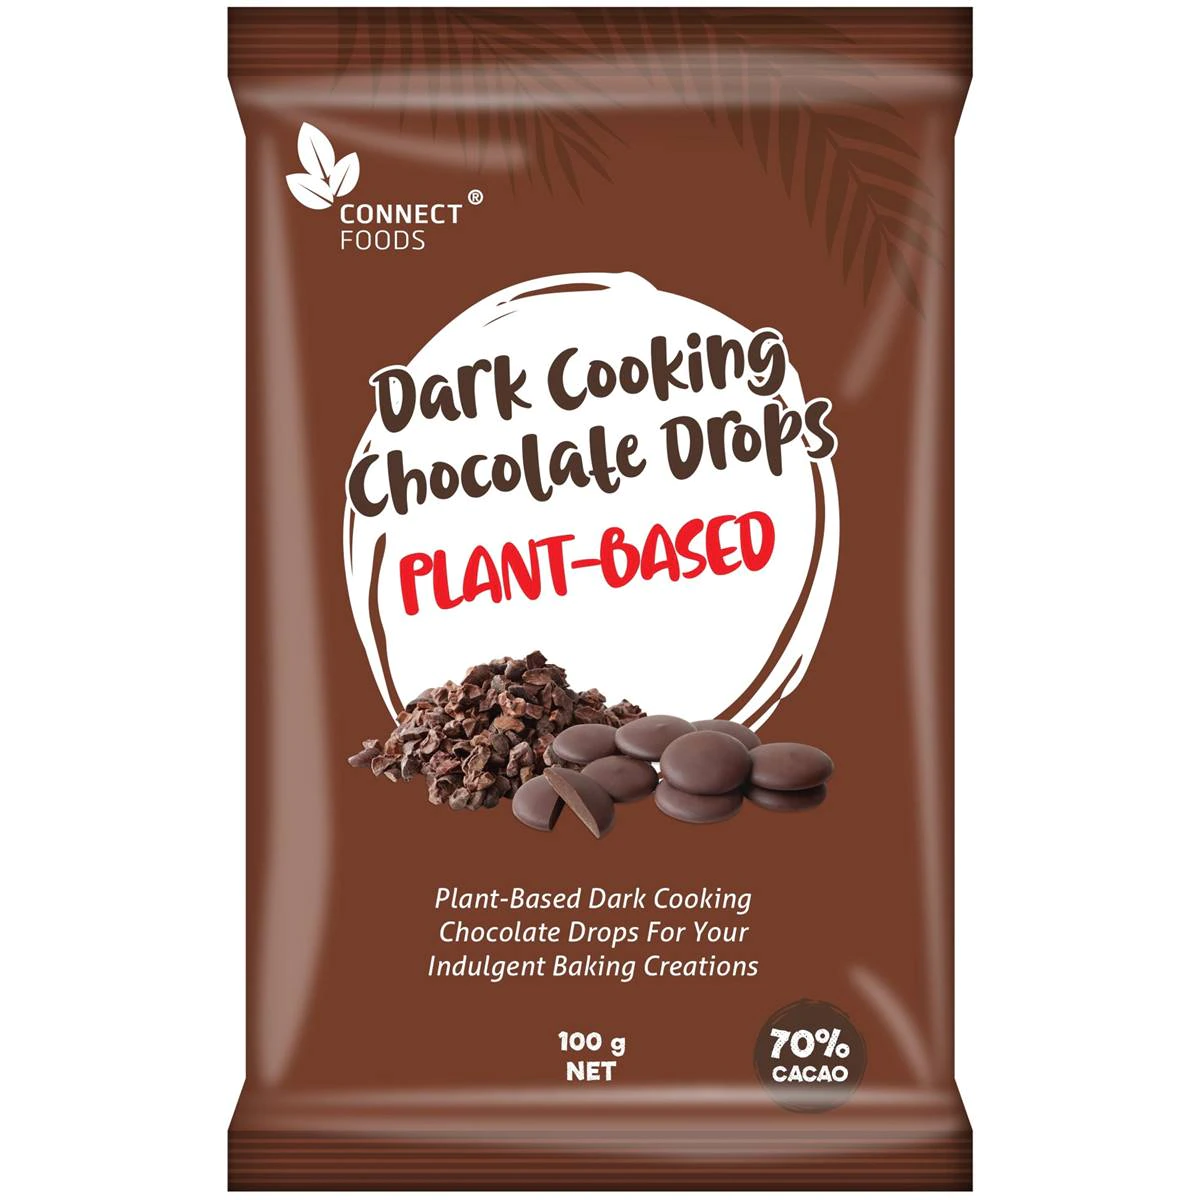 CONNECT®
FOODS
Dark Cooking
Chocolate Drops
PLANT-BASED
Plant-Based Dark Cooking
Chocolate Drops For Your
Indulgent Baking Creations
100 g
NET
70%
CACAO